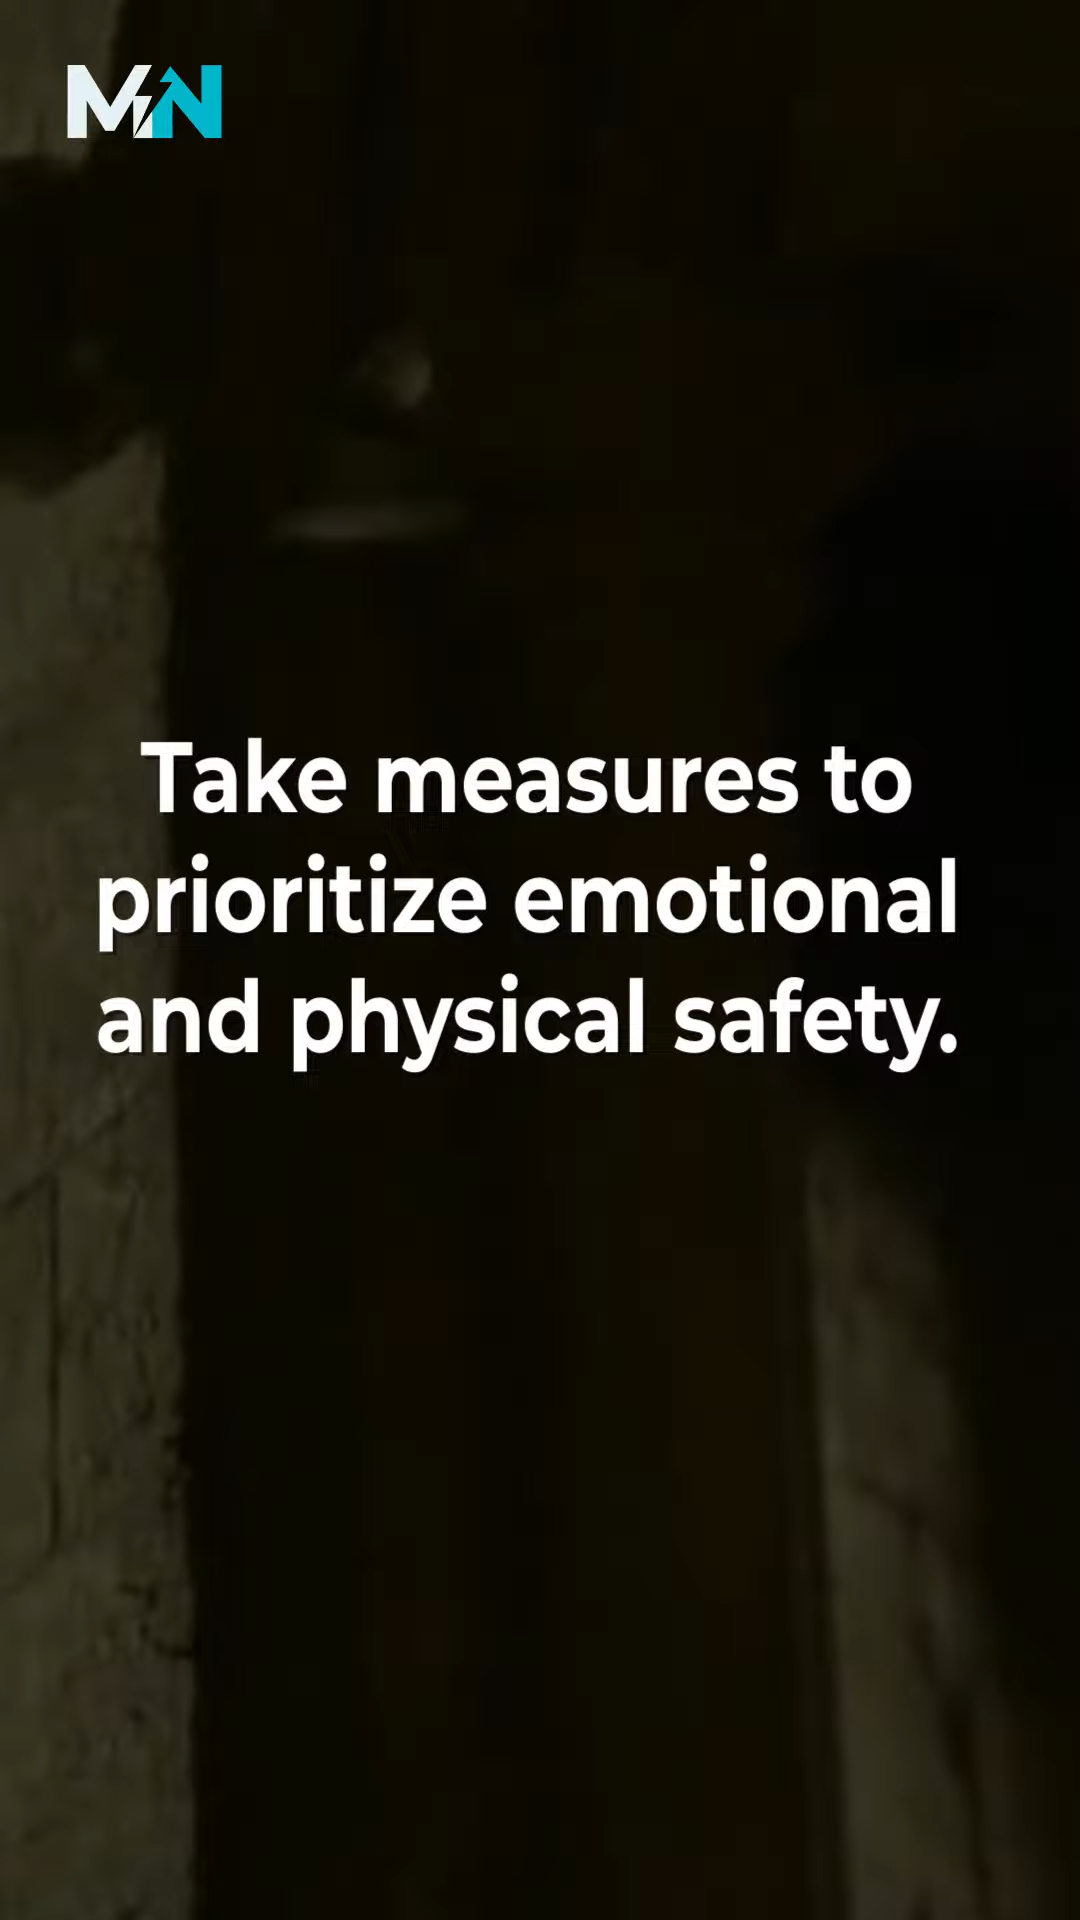 MN
Take measures to
prioritize emotional
and physical safety.